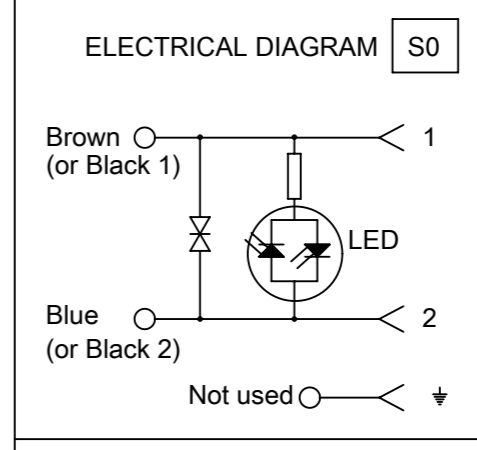 ELECTRICAL DIAGRAM S0
Brown
(or Black 1)
1
LED
Blue
(or Black 2)
2
Not used